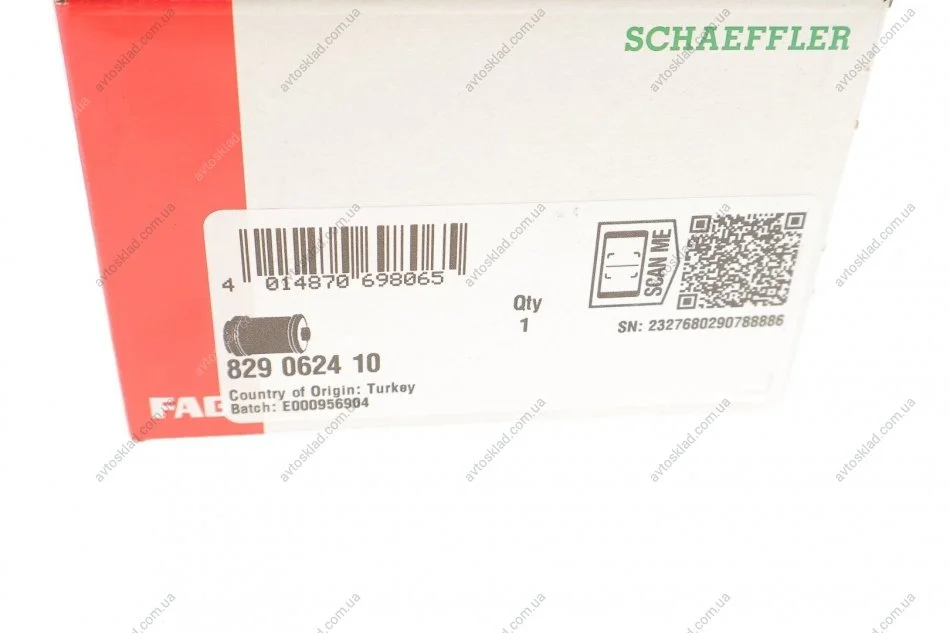 SCHAEFFLER
4 014870 698065
Qty
1
SCAN ME
SN: 2327680290788886
829 0624 10
Country of Origin: Turkey
Batch: E000956904
FAG
avtosklad.com.ua